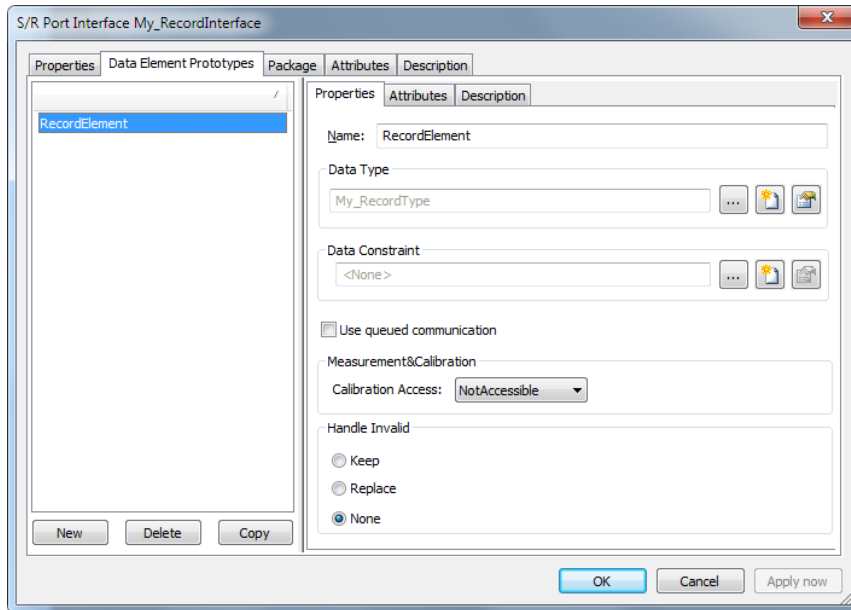 S/R Port Interface My_RecordInterface
Properties Data Element Prototypes Package Attributes Description
RecordElement
Properties Attributes Description
Name: RecordElement
Data Type
My_RecordType ...
Data Constraint
<None> ...
Use queued communication
Measurement&Calibration
Calibration Access: NotAccessible
Handle Invalid
Keep
Replace
None
New Delete Copy
OK Cancel Apply now